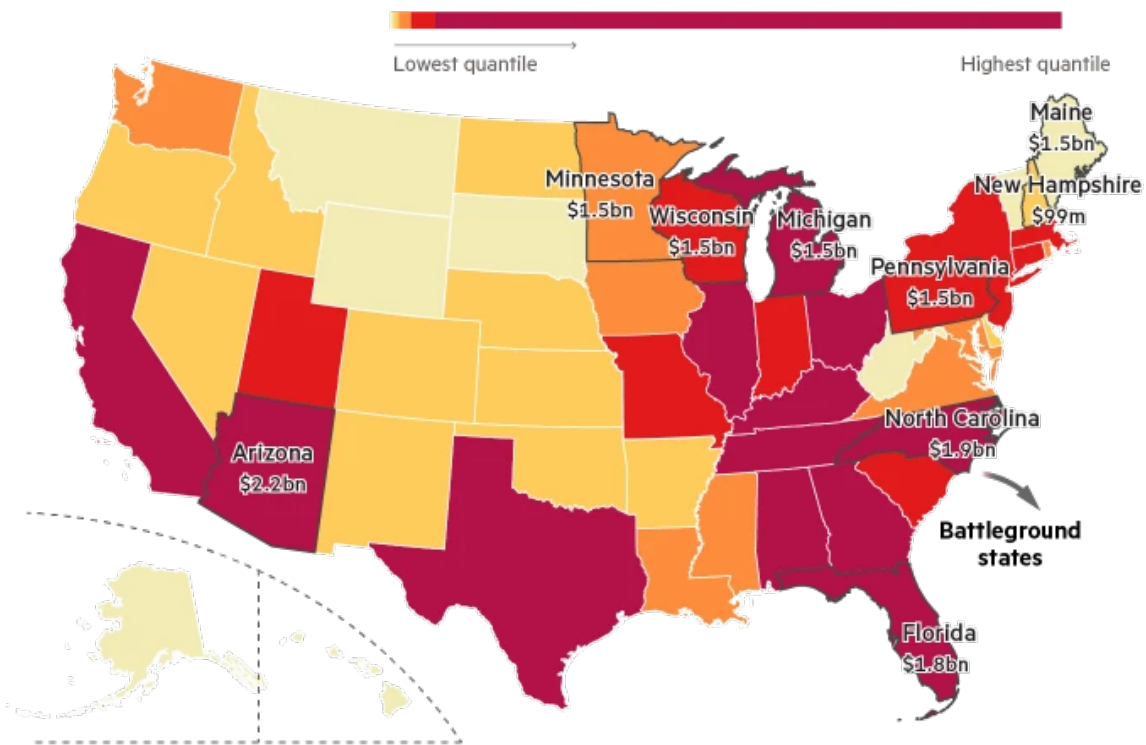 Lowest quantile
Highest quantile
Maine
$1.5bn
New Hampshire
$99m
Minnesota
$1.5bn
Wisconsin
$1.5bn
Michigan
$1.5bn
Pennsylvania
$1.5bn
North Carolina
$1.9bn
Arizona
$2.2bn
Battleground
states
Florida
$1.8bn